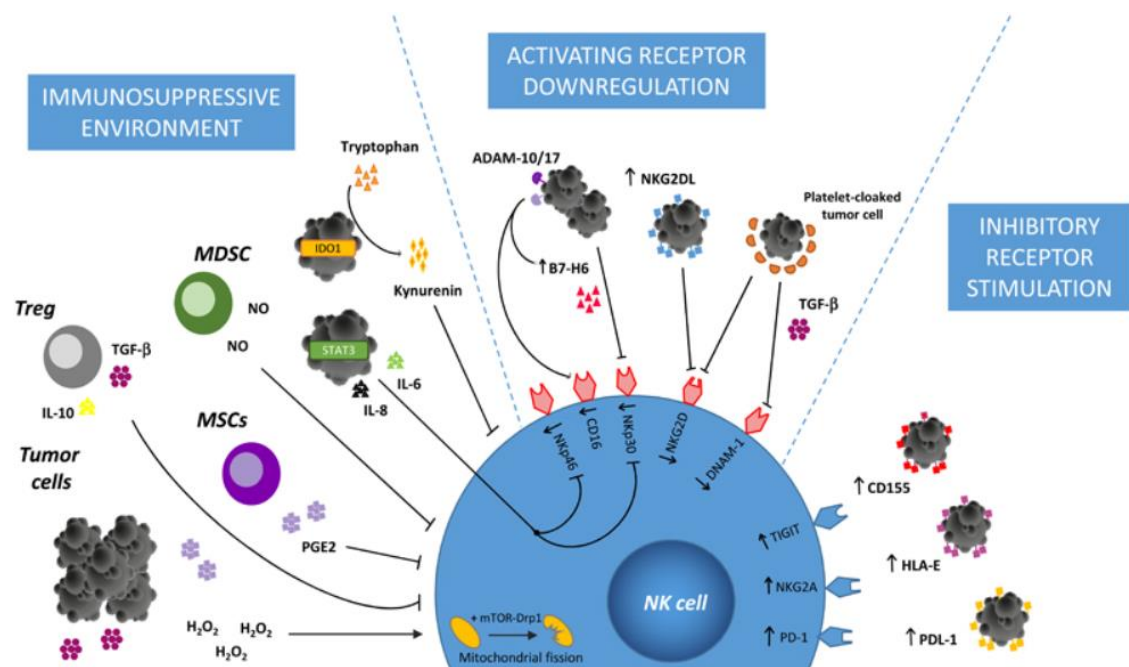 IMMUNOSUPPRESSIVE
ENVIRONMENT
ACTIVATING RECEPTOR
DOWNREGULATION
INHIBITORY
RECEPTOR
STIMULATION
Tryptophan
IDO1
Kynurenin
MDSC
NO
NO
Treg
TGF-β
IL-10
STAT3
IL-6
IL-8
MSCs
PGE2
Tumor
cells
H₂O₂ H₂O₂
H₂O₂
ADAM-10/17
↑ B7-H6
↑ NKG2DL
Platelet-cloaked
tumor cell
TGF-β
↓ NKp46
↓ CD16
↓ NKp30
↓ NKG2D
↓ DNAM-1
↑ TIGIT
↑ NKG2A
↑ PD-1
↑ CD155
↑ HLA-E
↑ PDL-1
NK cell
+ mTOR-Drp1
Mitochondrial fission